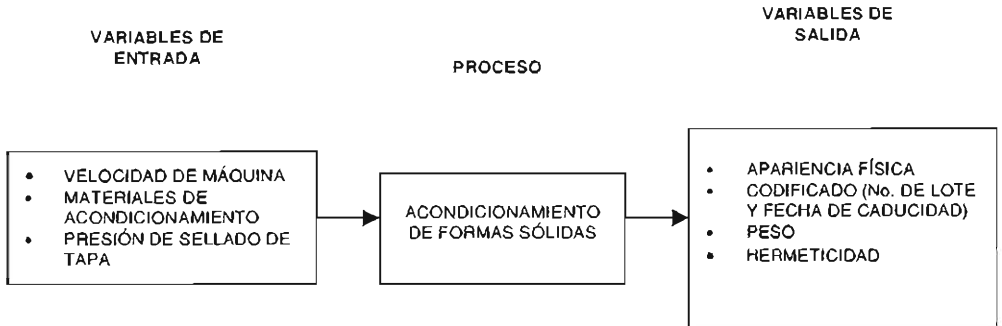 VARIABLES DE
ENTRADA
PROCESO
VARIABLES DE
SALIDA
• VELOCIDAD DE MÁQUINA
• MATERIALES DE
ACONDICIONAMIENTO
• PRESIÓN DE SELLADO DE
TAPA
ACONDICIONAMIENTO
DE FORMAS SÓLIDAS
• APARIENCIA FÍSICA
• CODIFICADO (No. DE LOTE
Y FECHA DE CADUCIDAD)
• PESO
• HERMETICIDAD